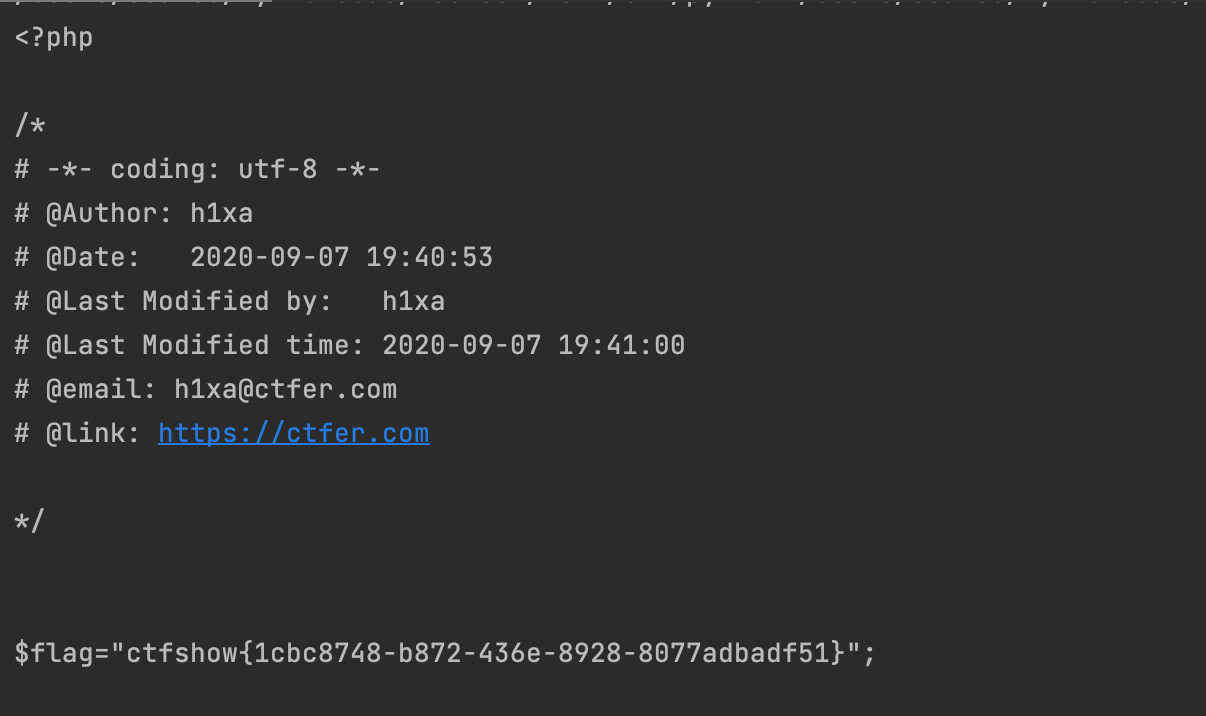 <?php
/*
# -*- coding: utf-8 -*-
# @Author: h1xa
# @Date:   2020-09-07 19:40:53
# @Last Modified by:   h1xa
# @Last Modified time: 2020-09-07 19:41:00
# @email: h1xa@ctfer.com
# @link: https://ctfer.com
*/
$flag="ctfshow{1cbc8748-b872-436e-8928-8077adbadf51}";